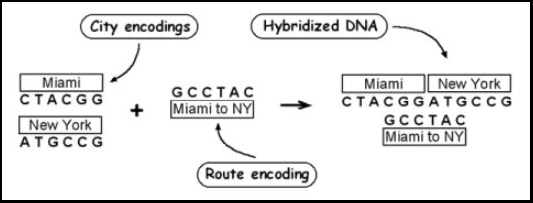 City encodings
Hybridized DNA
Miami
CTACGG
New York
ATGCCG
+
GCCTAC
Miami to NY
Route encoding
Miami New York
CTACGGATGCCG
GCCTAC
Miami to NY